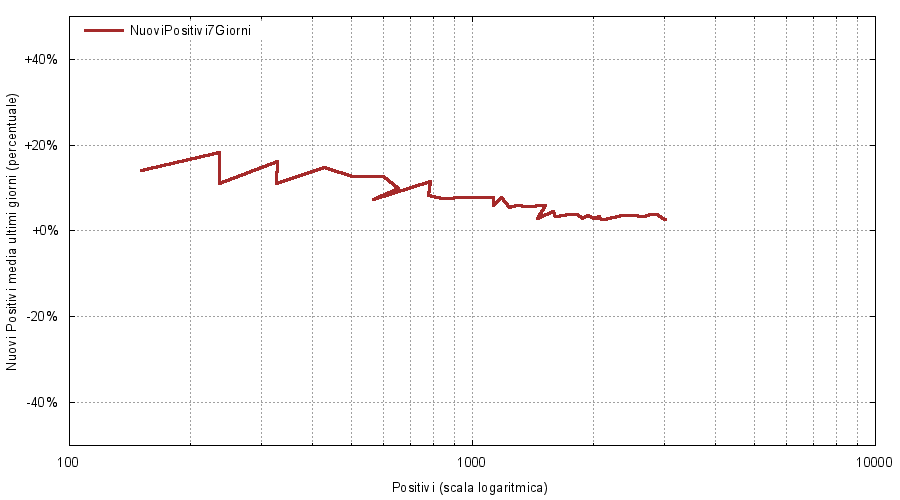 NuoviPositivi7Giorni
+40%
+20%
+0%
-20%
-40%
Nuovi Positivi media ultimi giorni (percentuale)
100
1000
10000
Positivi (scala logaritmica)